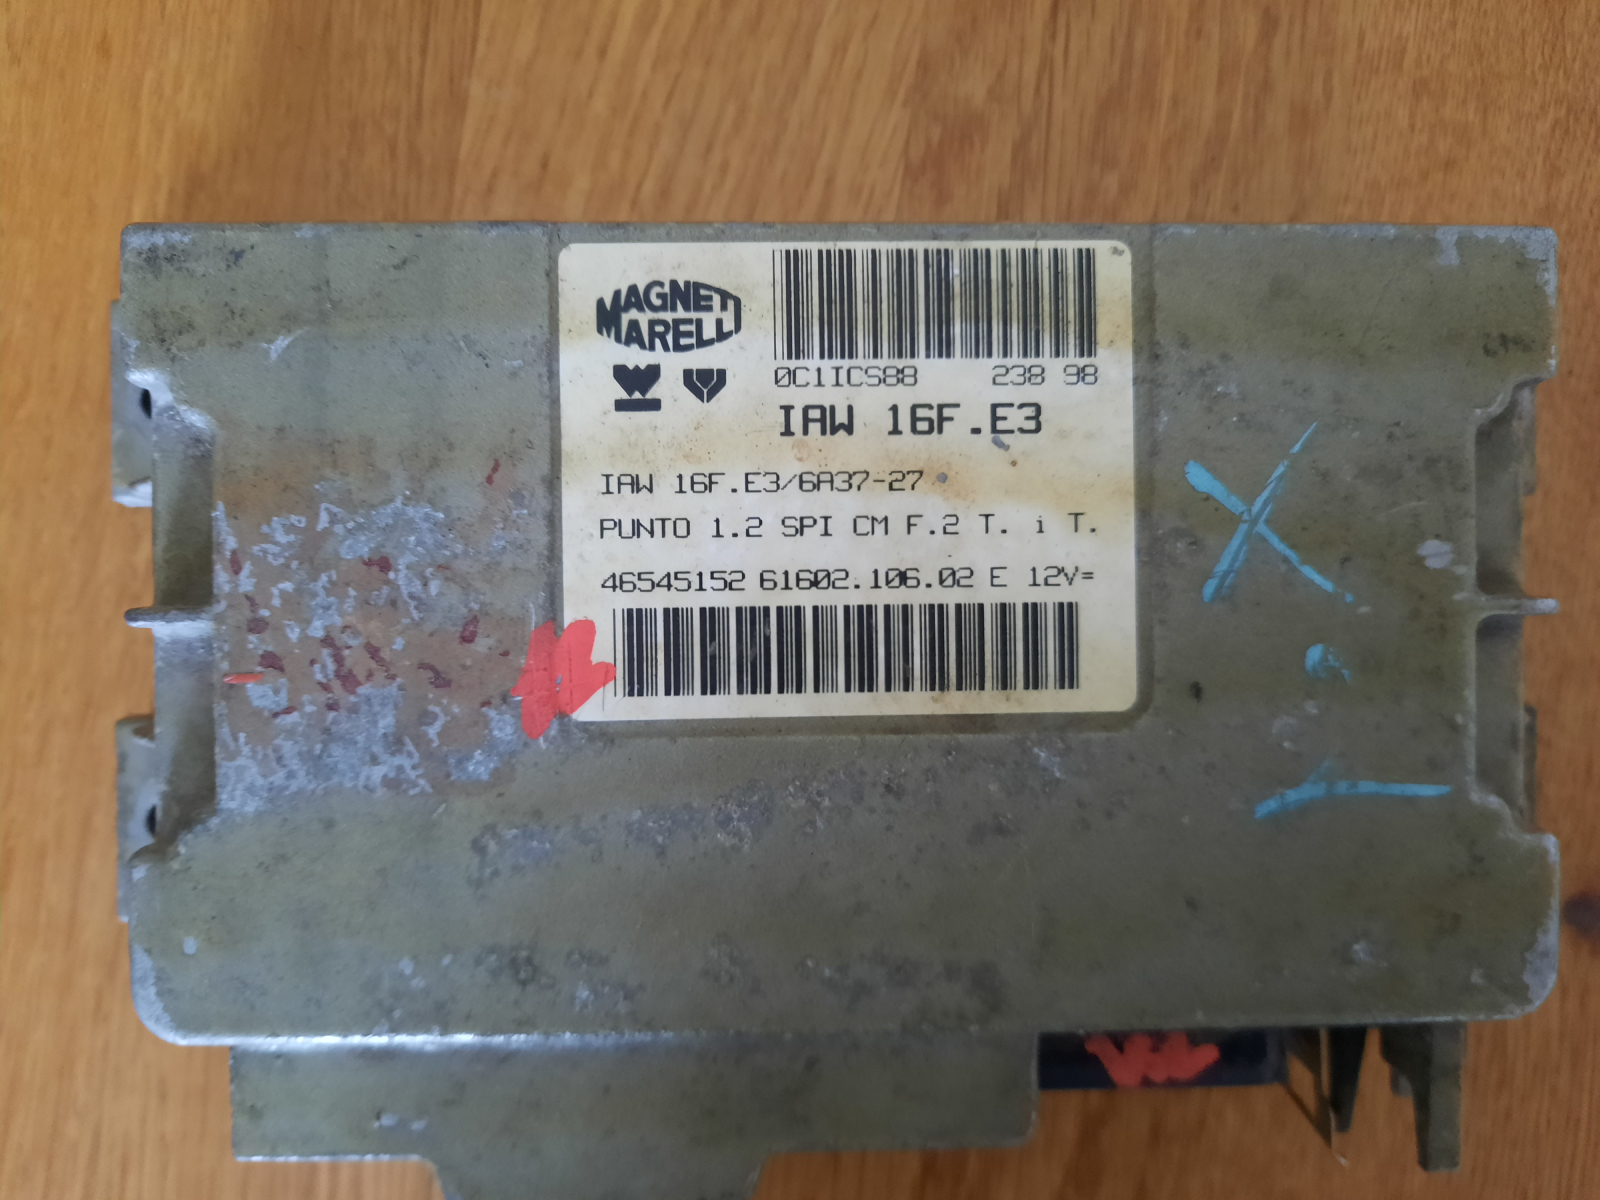 MAGNETI
MARELLI
0C1ICS88 238 98
IAW 16F.E3
IAW 16F.E3/6A37-27
PUNTO 1.2 SPI CM F.2 T. i T.
46545152 61602.106.02 E 12V=